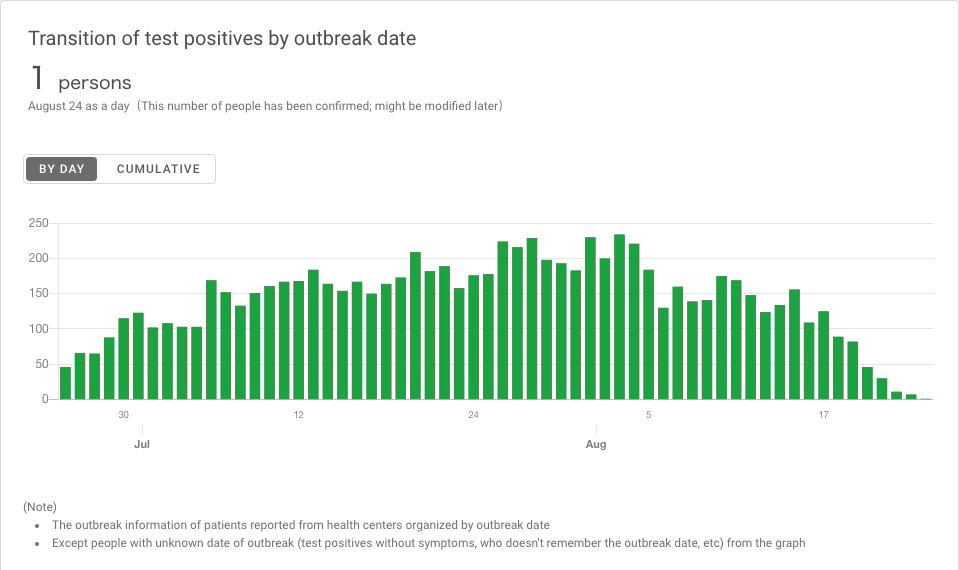 Transition of test positives by outbreak date
1 persons
August 24 as a day（This number of people has been confirmed; might be modified later）
BY DAY CUMULATIVE
250
200
150
100
50
0
30 12 24 5 17
Jul Aug
(Note)
• The outbreak information of patients reported from health centers organized by outbreak date
• Except people with unknown date of outbreak (test positives without symptoms, who doesn't remember the outbreak date, etc) from the graph